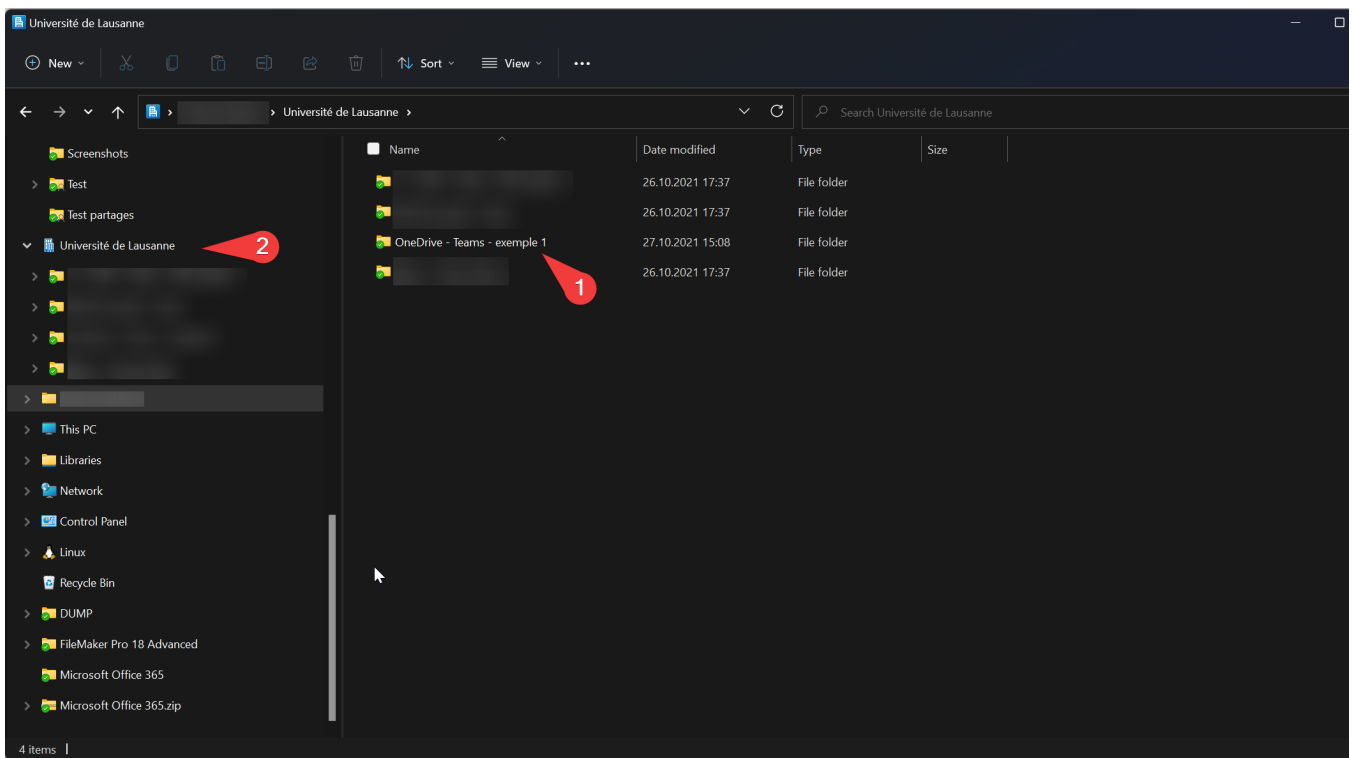 Université de Lausanne
New Sort View
Université de Lausanne Search Université de Lausanne
Name Date modified Type Size
Screenshots
Test
Test partages
Université de Lausanne
2
This PC
Libraries
Network
Control Panel
Linux
Recycle Bin
DUMP
FileMaker Pro 18 Advanced
Microsoft Office 365
Microsoft Office 365.zip
26.10.2021 17:37 File folder
26.10.2021 17:37 File folder
OneDrive - Teams - exemple 1 27.10.2021 15:08 File folder
26.10.2021 17:37 File folder
1
4 items